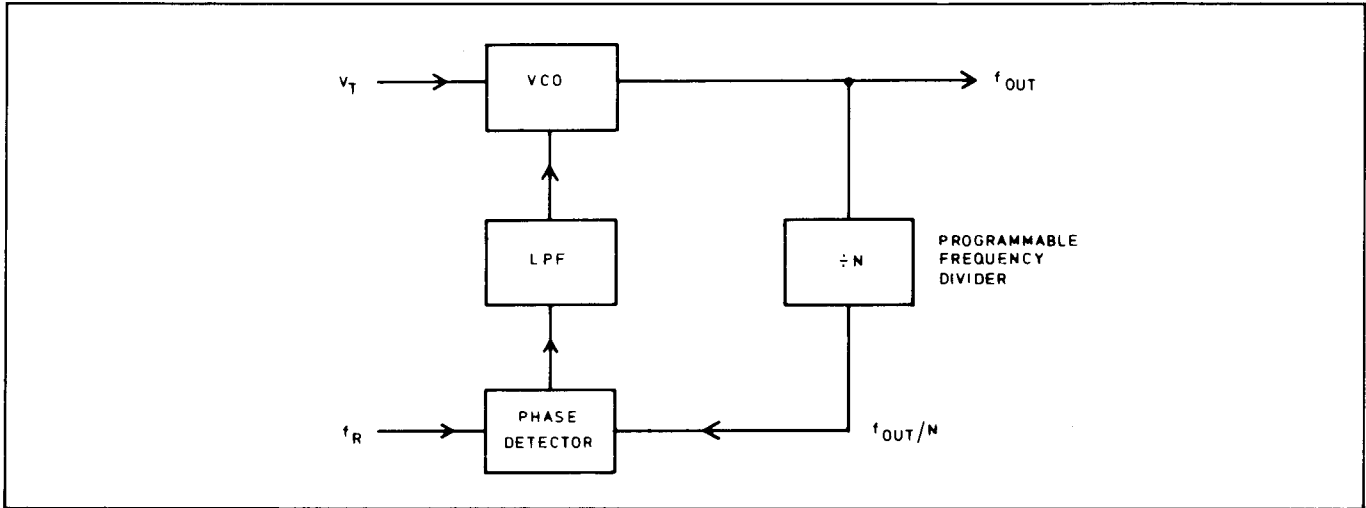 V_T
VCO
f_OUT
LPF
÷N
PROGRAMMABLE
FREQUENCY
DIVIDER
f_R
PHASE
DETECTOR
f_OUT/N